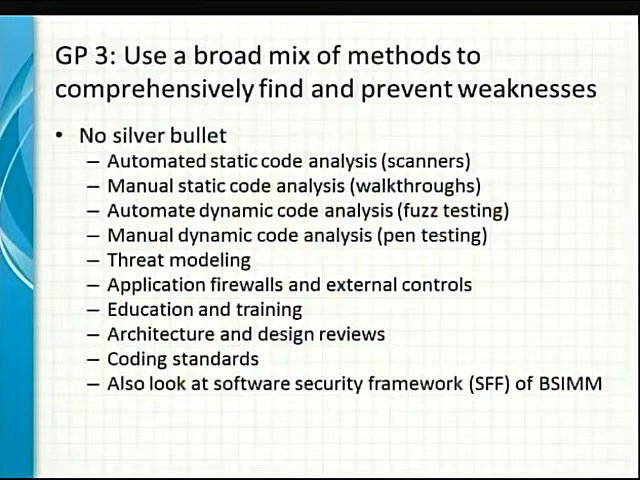 GP 3: Use a broad mix of methods to
comprehensively find and prevent weaknesses
• No silver bullet
– Automated static code analysis (scanners)
– Manual static code analysis (walkthroughs)
– Automate dynamic code analysis (fuzz testing)
– Manual dynamic code analysis (pen testing)
– Threat modeling
– Application firewalls and external controls
– Education and training
– Architecture and design reviews
– Coding standards
– Also look at software security framework (SFF) of BSIMM